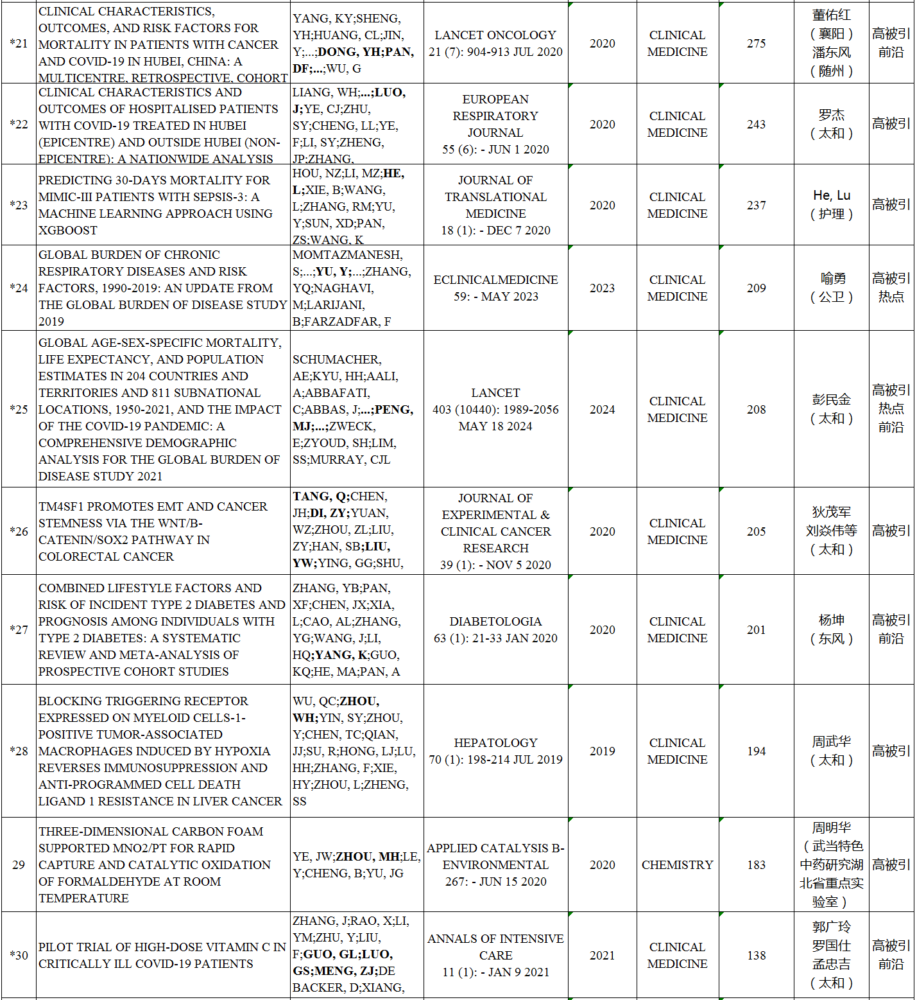 *21
CLINICAL CHARACTERISTICS,
OUTCOMES, AND RISK FACTORS FOR
MORTALITY IN PATIENTS WITH CANCER
AND COVID-19 IN HUBEI, CHINA: A
MULTICENTRE, RETROSPECTIVE, COHORT
YANG, KY;SHENG,
YH;HUANG, CL;JIN,
Y;...;DONG, YH;PAN,
DF;...;WU, G
LANCET ONCOLOGY
21 (7): 904-913 JUL 2020
2020
CLINICAL
MEDICINE
275
董佑红
（襄阳）
潘东风
（随州）
高被引
前沿
*22
CLINICAL CHARACTERISTICS AND
OUTCOMES OF HOSPITALISED PATIENTS
WITH COVID-19 TREATED IN HUBEI
(EPICENTRE) AND OUTSIDE HUBEI (NON-
EPICENTRE): A NATIONWIDE ANALYSIS
LIANG, WH;...;LUO,
J;YE, CJ;ZHU,
SY;CHENG, LL;YE,
F;LI, SY;ZHENG,
JP;ZHANG,
EUROPEAN
RESPIRATORY
JOURNAL
55 (6): - JUN 1 2020
2020
CLINICAL
MEDICINE
243
罗杰
（太和）
高被引
*23
PREDICTING 30-DAYS MORTALITY FOR
MIMIC-III PATIENTS WITH SEPSIS-3: A
MACHINE LEARNING APPROACH USING
XGBOOST
HOU, NZ;LI, MZ;HE,
L;XIE, B;WANG,
L;ZHANG, RM;YU,
Y;SUN, XD;PAN,
ZS;WANG, K
JOURNAL OF
TRANSLATIONAL
MEDICINE
18 (1): - DEC 7 2020
2020
CLINICAL
MEDICINE
237
He, Lu
（护理）
高被引
*24
GLOBAL BURDEN OF CHRONIC
RESPIRATORY DISEASES AND RISK
FACTORS, 1990-2019: AN UPDATE FROM
THE GLOBAL BURDEN OF DISEASE STUDY
2019
MOMTAZMANESH,
S;...;YU, Y;...;ZHANG,
YQ;NAGHAVI,
M;LARIJANI,
B;FARZADFAR, F
ECLINICALMEDICINE
59: - MAY 2023
2023
CLINICAL
MEDICINE
209
喻勇
（公卫）
高被引
热点
*25
GLOBAL AGE-SEX-SPECIFIC MORTALITY,
LIFE EXPECTANCY, AND POPULATION
ESTIMATES IN 204 COUNTRIES AND
TERRITORIES AND 811 SUBNATIONAL
LOCATIONS, 1950-2021, AND THE IMPACT
OF THE COVID-19 PANDEMIC: A
COMPREHENSIVE DEMOGRAPHIC
ANALYSIS FOR THE GLOBAL BURDEN OF
DISEASE STUDY 2021
SCHUMACHER,
AE;KYU, HH;AALI,
A;ABBAFATI,
C;ABBAS, J;...;PENG,
MJ;...;ZWECK,
E;ZYOUD, SH;LIM,
SS;MURRAY, CJL
LANCET
403 (10440): 1989-2056
MAY 18 2024
2024
CLINICAL
MEDICINE
208
彭民金
（太和）
高被引
热点
前沿
*26
TM4SF1 PROMOTES EMT AND CANCER
STEMNESS VIA THE WNT/B-
CATENIN/SOX2 PATHWAY IN
COLORECTAL CANCER
TANG, Q;CHEN,
JH;DI, ZY;YUAN,
WZ;ZHOU, ZL;LIU,
ZY;HAN, SB;LIU,
YW;YING, GG;SHU,
JOURNAL OF
EXPERIMENTAL &
CLINICAL CANCER
RESEARCH
39 (1): - NOV 5 2020
2020
CLINICAL
MEDICINE
205
狄茂军
刘焱伟等
（太和）
高被引
*27
COMBINED LIFESTYLE FACTORS AND
RISK OF INCIDENT TYPE 2 DIABETES AND
PROGNOSIS AMONG INDIVIDUALS WITH
TYPE 2 DIABETES: A SYSTEMATIC
REVIEW AND META-ANALYSIS OF
PROSPECTIVE COHORT STUDIES
ZHANG, YB;PAN,
XF;CHEN, JX;XIA,
L;CAO, AL;ZHANG,
YG;WANG, J;LI,
HQ;YANG, K;GUO,
KQ;HE, MA;PAN, A
DIABETOLOGIA
63 (1): 21-33 JAN 2020
2020
CLINICAL
MEDICINE
201
杨坤
（东风）
高被引
前沿
*28
BLOCKING TRIGGERING RECEPTOR
EXPRESSED ON MYELOID CELLS-1-
POSITIVE TUMOR-ASSOCIATED
MACROPHAGES INDUCED BY HYPOXIA
REVERSES IMMUNOSUPPRESSION AND
ANTI-PROGRAMMED CELL DEATH
LIGAND 1 RESISTANCE IN LIVER CANCER
WU, QC;ZHOU,
WH;YIN, SY;ZHOU,
Y;CHEN, TC;QIAN,
JJ;SU, R;HONG, LJ;LU,
HH;ZHANG, F;XIE,
HY;ZHOU, L;ZHENG,
SS
HEPATOLOGY
70 (1): 198-214 JUL 2019
2019
CLINICAL
MEDICINE
194
周武华
（太和）
高被引
29
THREE-DIMENSIONAL CARBON FOAM
SUPPORTED MNO2/PT FOR RAPID
CAPTURE AND CATALYTIC OXIDATION
OF FORMALDEHYDE AT ROOM
TEMPERATURE
YE, JW;ZHOU, MH;LE,
Y;CHENG, B;YU, JG
APPLIED CATALYSIS B-
ENVIRONMENTAL
267: - JUN 15 2020
2020
CHEMISTRY
183
周明华
（武当特色
中药研究湖
北省重点实
验室）
高被引
*30
PILOT TRIAL OF HIGH-DOSE VITAMIN C IN
CRITICALLY ILL COVID-19 PATIENTS
ZHANG, J;RAO, X;LI,
YM;ZHU, Y;LIU,
F;GUO, GL;LUO,
GS;MENG, ZJ;DE
BACKER, D;XIANG,
ANNALS OF INTENSIVE
CARE
11 (1): - JAN 9 2021
2021
CLINICAL
MEDICINE
138
郭广玲
罗国仕
孟忠吉
（太和）
高被引
前沿